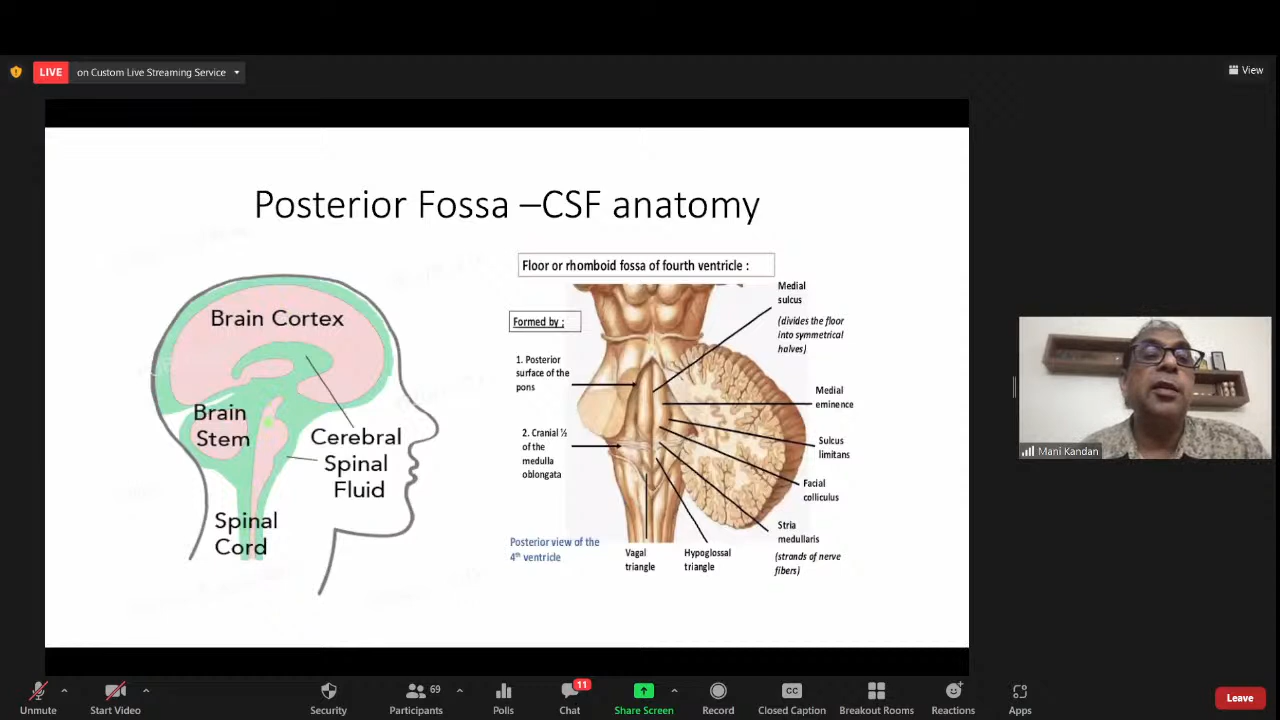 LIVE
on Custom Live Streaming Service
View
Posterior Fossa –CSF anatomy
Brain Cortex
Brain
Stem
Cerebral
Spinal
Fluid
Spinal
Cord
Floor or rhomboid fossa of fourth ventricle :
Formed by :
1. Posterior
surface of the
pons
2. Cranial ½
of the
medulla
oblongata
Posterior view of the
4th ventricle
Medial
sulcus
(divides the floor
into symmetrical
halves)
Medial
eminence
Sulcus
limitans
Facial
colliculus
Stria
medullaris
(strands of nerve
fibers)
Vagal
triangle
Hypoglossal
triangle
Mani Kandan
Unmute
Start Video
Security
Participants
69
Polls
Chat
11
Share Screen
Record
CC
Closed Caption
Breakout Rooms
Reactions
Apps
Leave